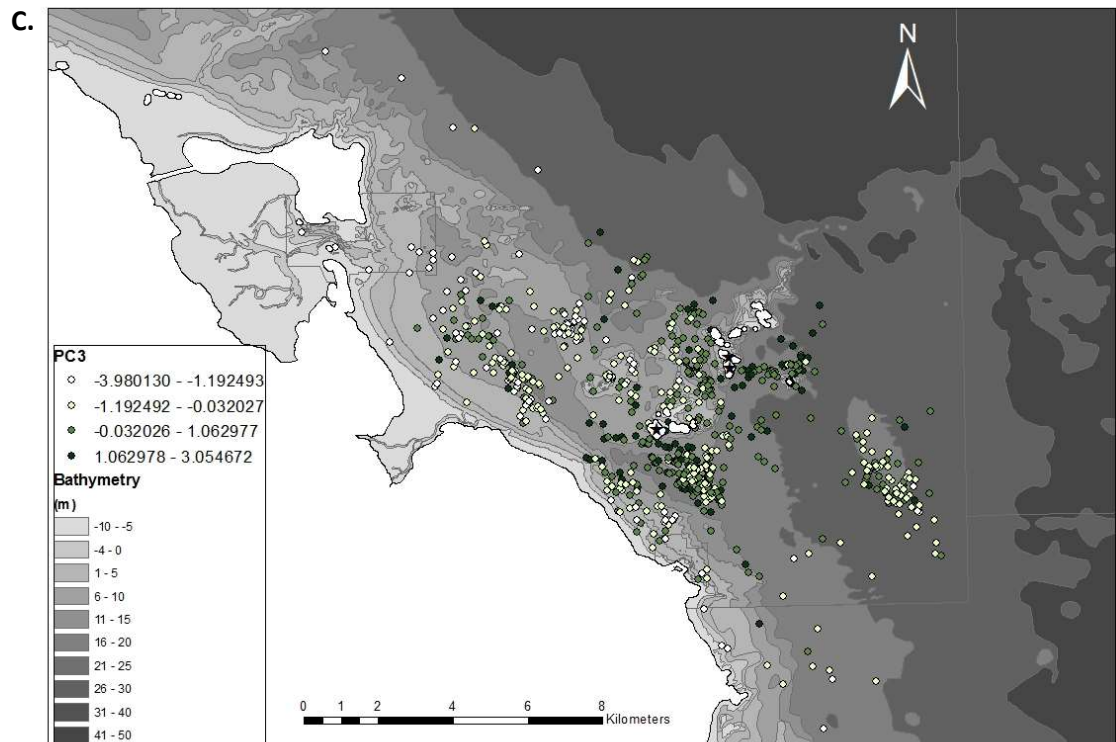 C.
N
PC3
-3.980130 - -1.192493
-1.192492 - -0.032027
-0.032026 - 1.062977
1.062978 - 3.054672
Bathymetry
(m)
-10 - -5
-4 - 0
1 - 5
6 - 10
11 - 15
16 - 20
21 - 25
26 - 30
31 - 40
41 - 50
0 1 2 4 6 8
Kilometers